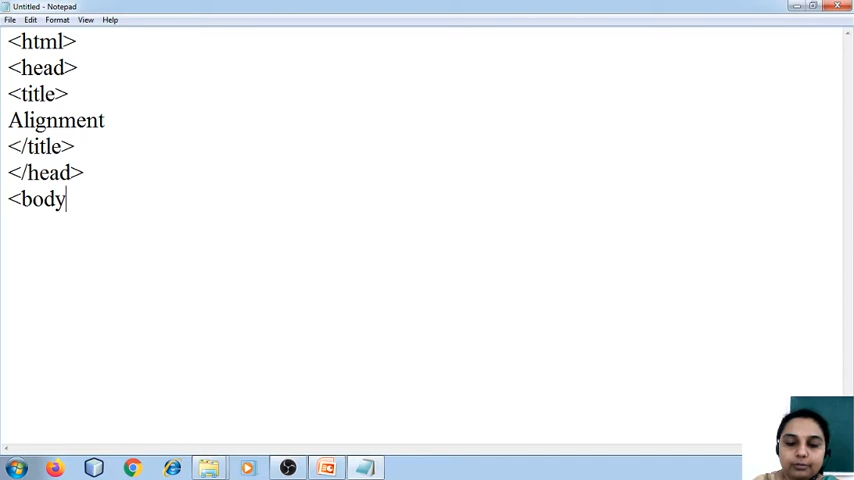 Untitled - Notepad
File Edit Format View Help
<html>
<head>
<title>
Alignment
</title>
</head>
<body